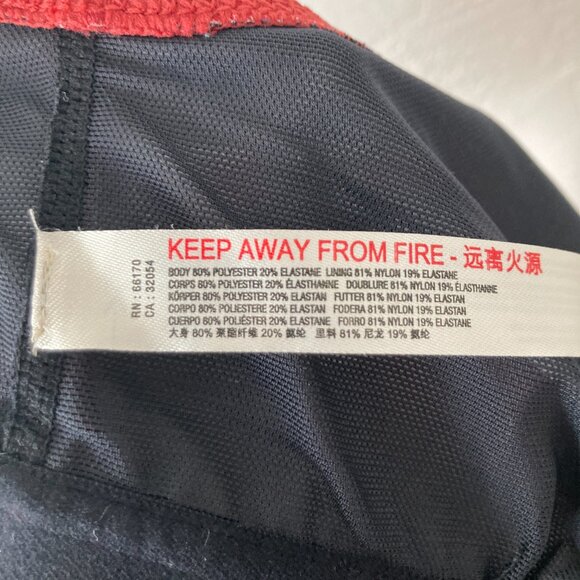 KEEP AWAY FROM FIRE - 远离火源
BODY 80% POLYESTER 20% ELASTANE LINING 81% NYLON 19% ELASTANE
CORPS 80% POLYESTER 20% ÉLASTHANNE DOUBLURE 81% NYLON 19% ÉLASTHANNE
KÖRPER 80% POLYESTER 20% ELASTAN FUTTER 81% NYLON 19% ELASTAN
CORPO 80% POLIESTERE 20% ELASTAN FODERA 81% NYLON 19% ELASTAN
CUERPO 80% POLIÉSTER 20% ELASTANE FORRO 81% NYLON 19% ELASTANE
大身 80% 聚酯纤维 20% 氨纶 里料 81% 尼龙 19% 氨纶
RN: 66170
CA: 32054